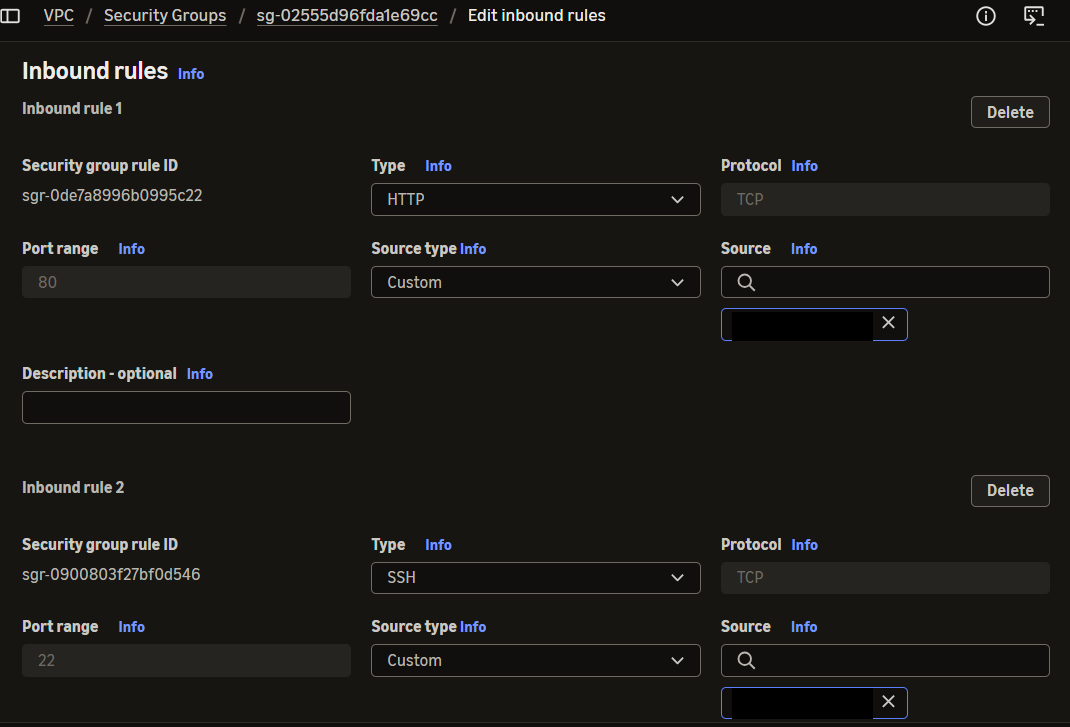 VPC / Security Groups / sg-02555d96fda1e69cc / Edit inbound rules
Inbound rules Info
Inbound rule 1 Delete
Security group rule ID Type Info Protocol Info
sgr-0de7a8996b0995c22 HTTP TCP
Port range Info Source type Info Source Info
80 Custom
Description - optional Info
Inbound rule 2 Delete
Security group rule ID Type Info Protocol Info
sgr-0900803f27bf0d546 SSH TCP
Port range Info Source type Info Source Info
22 Custom